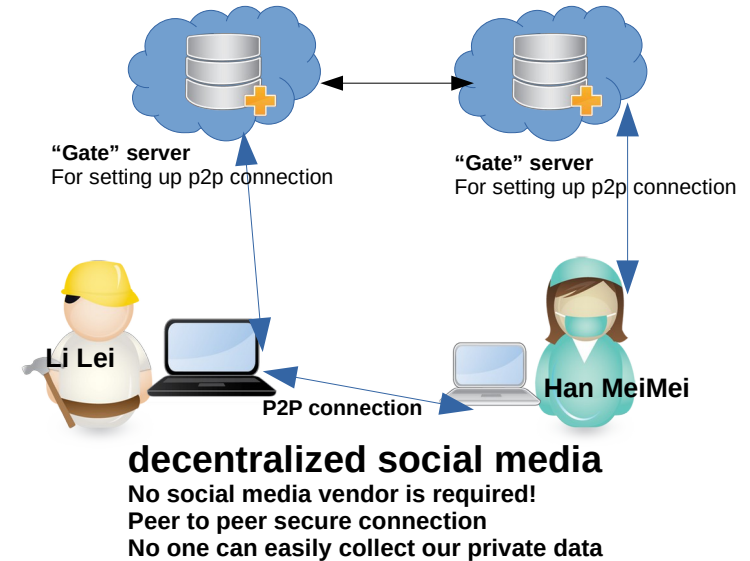 “Gate” server
For setting up p2p connection
“Gate” server
For setting up p2p connection
Li Lei
Han MeiMei
P2P connection
decentralized social media
No social media vendor is required!
Peer to peer secure connection
No one can easily collect our private data